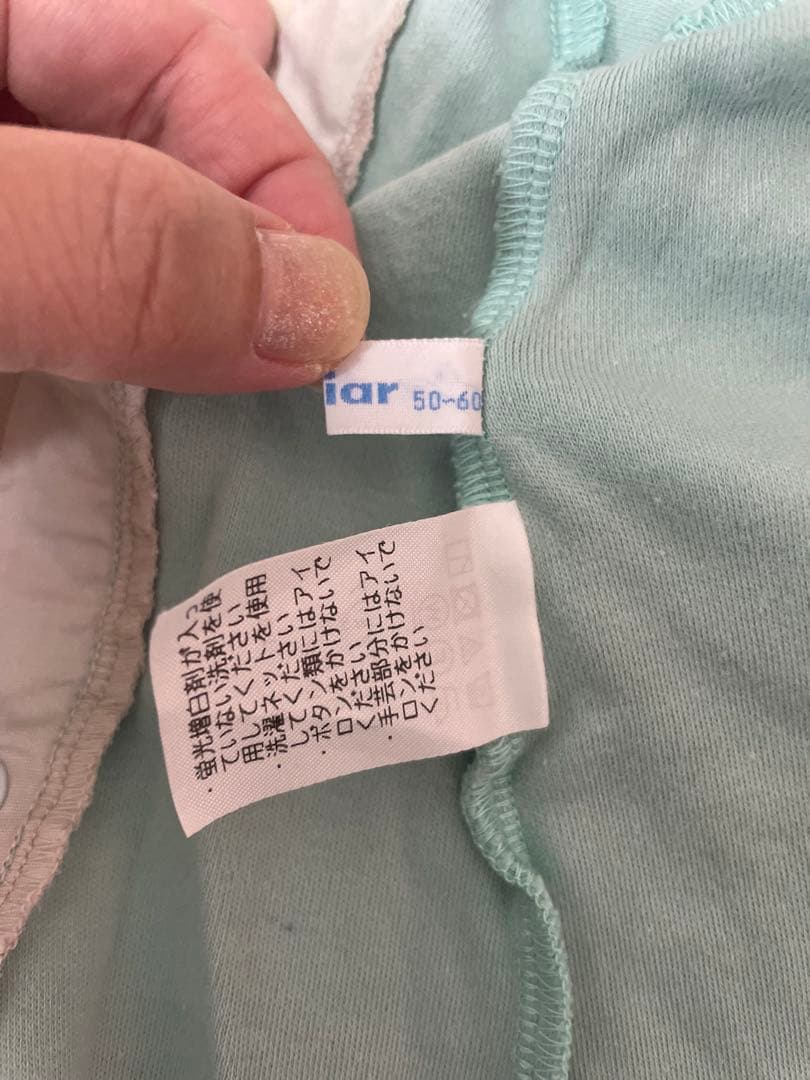 iar 50~60
・蛍光増白剤が入っ
ていない洗剤を使
用してください
・洗濯ネットを使用
してください
・ボタン類にはアイ
ロンをかけないで
ください
・手芸部分にはアイ
ロンをかけないで
ください